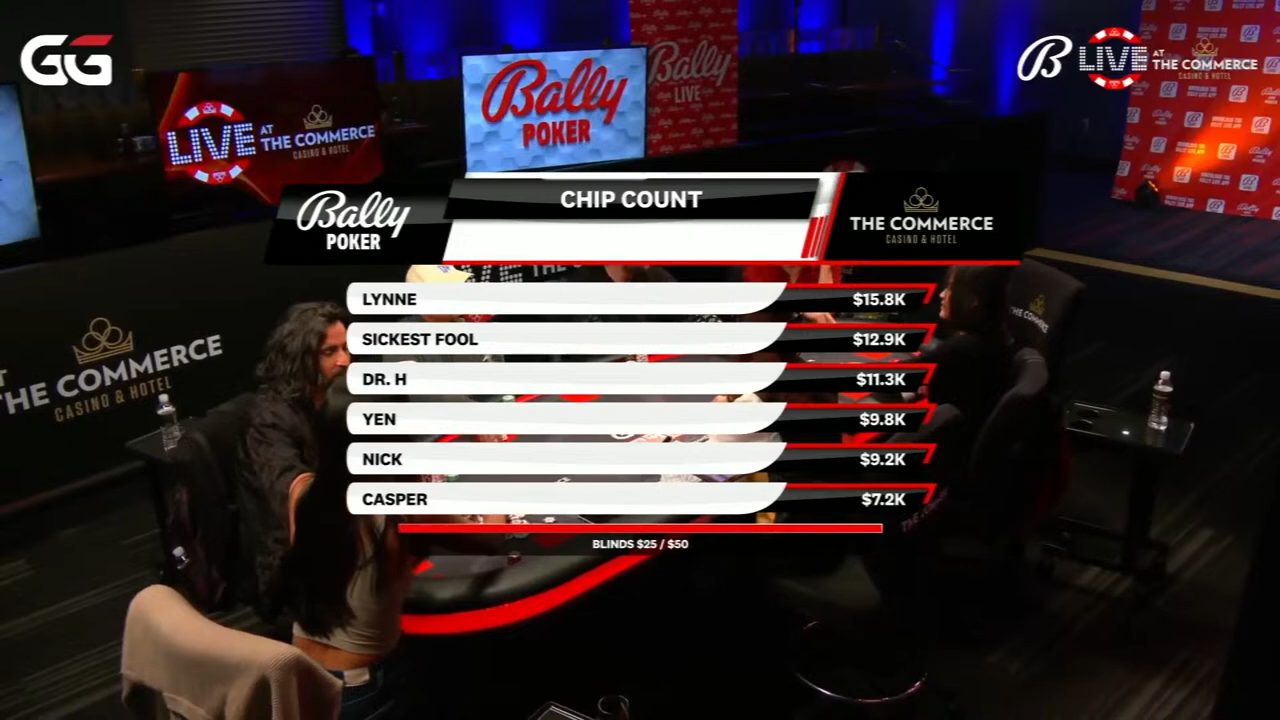 GG
B LIVE AT THE COMMERCE
CASINO & HOTEL
Bally
POKER
Bally
LIVE
LIVE AT THE COMMERCE
CASINO & HOTEL
Bally
POKER
CHIP COUNT
THE COMMERCE
CASINO & HOTEL
LYNNE $15.8K
SICKEST FOOL $12.9K
DR. H $11.3K
YEN $9.8K
NICK $9.2K
CASPER $7.2K
BLINDS $25 / $50
THE COMMERCE
CASINO & HOTEL